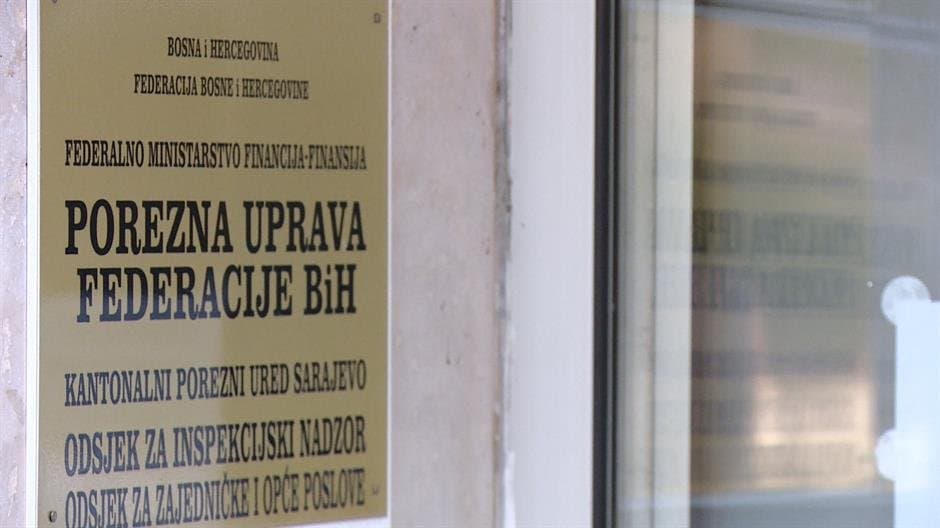 BOSNA i HERCEGOVINA
FEDERACIJA BOSNE i HERCEGOVINE
FEDERALNO MINISTARSTVO FINANCIJA-FINANSIJA
POREZNA UPRAVA
FEDERACIJE BiH
KANTONALNI POREZNI URED SARAJEVO
ODSJEK ZA INSPEKCIJSKI NADZOR
ODSJEK ZA ZAJEDNIČKE I OPĆE POSLOVE